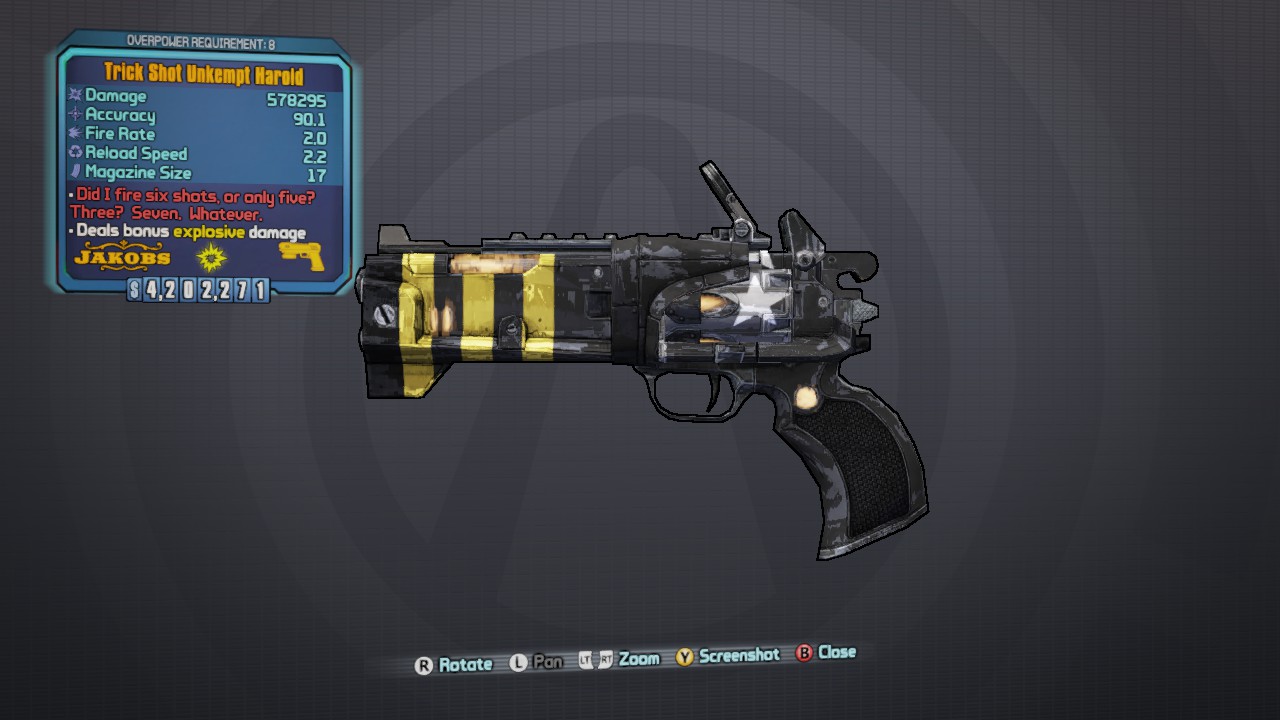 OVERPOWER REQUIREMENT: 8
Trick Shot Unkempt Harold
Damage 578295
Accuracy 90.1
Fire Rate 2.0
Reload Speed 2.2
Magazine Size 17
• Did I fire six shots, or only five?
Three? Seven. Whatever.
• Deals bonus explosive damage
JAKOBS
$ 4,202,271
R Rotate L Pan LT RT Zoom Y Screenshot B Close